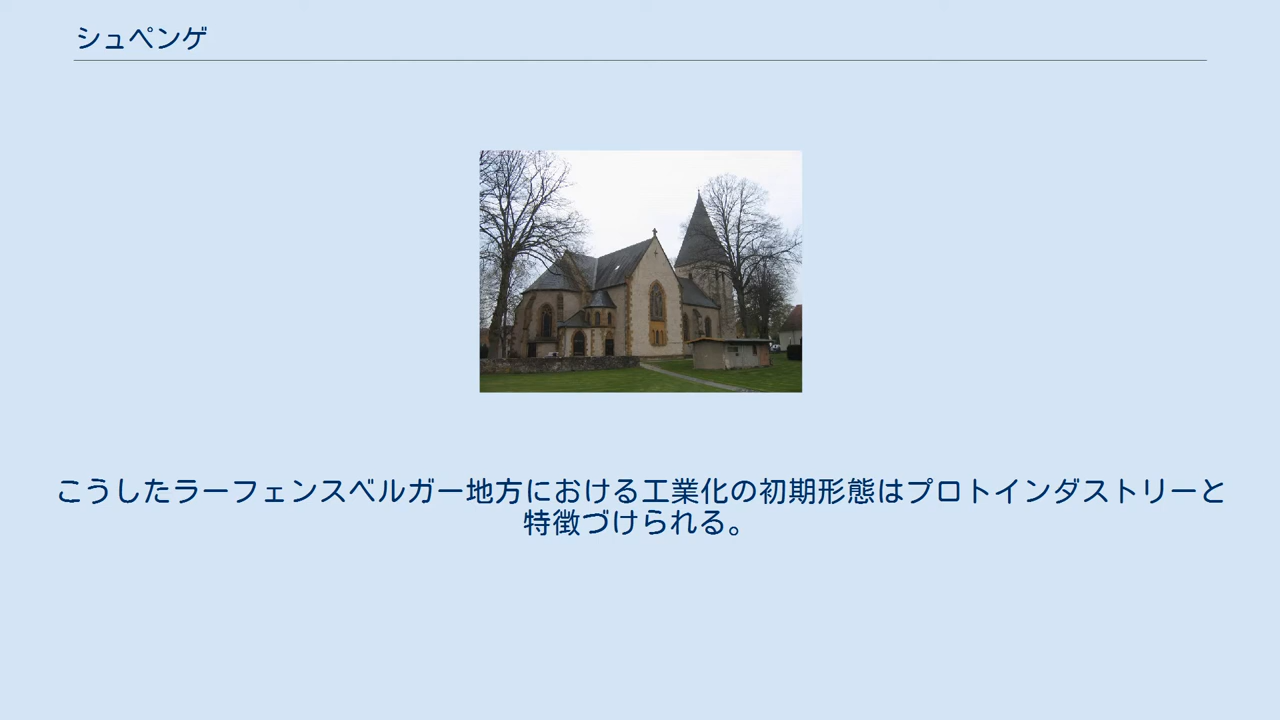 シュペンゲ
こうしたラーフェンスベルガー地方における工業化の初期形態はプロトインダストリーと
特徴づけられる。